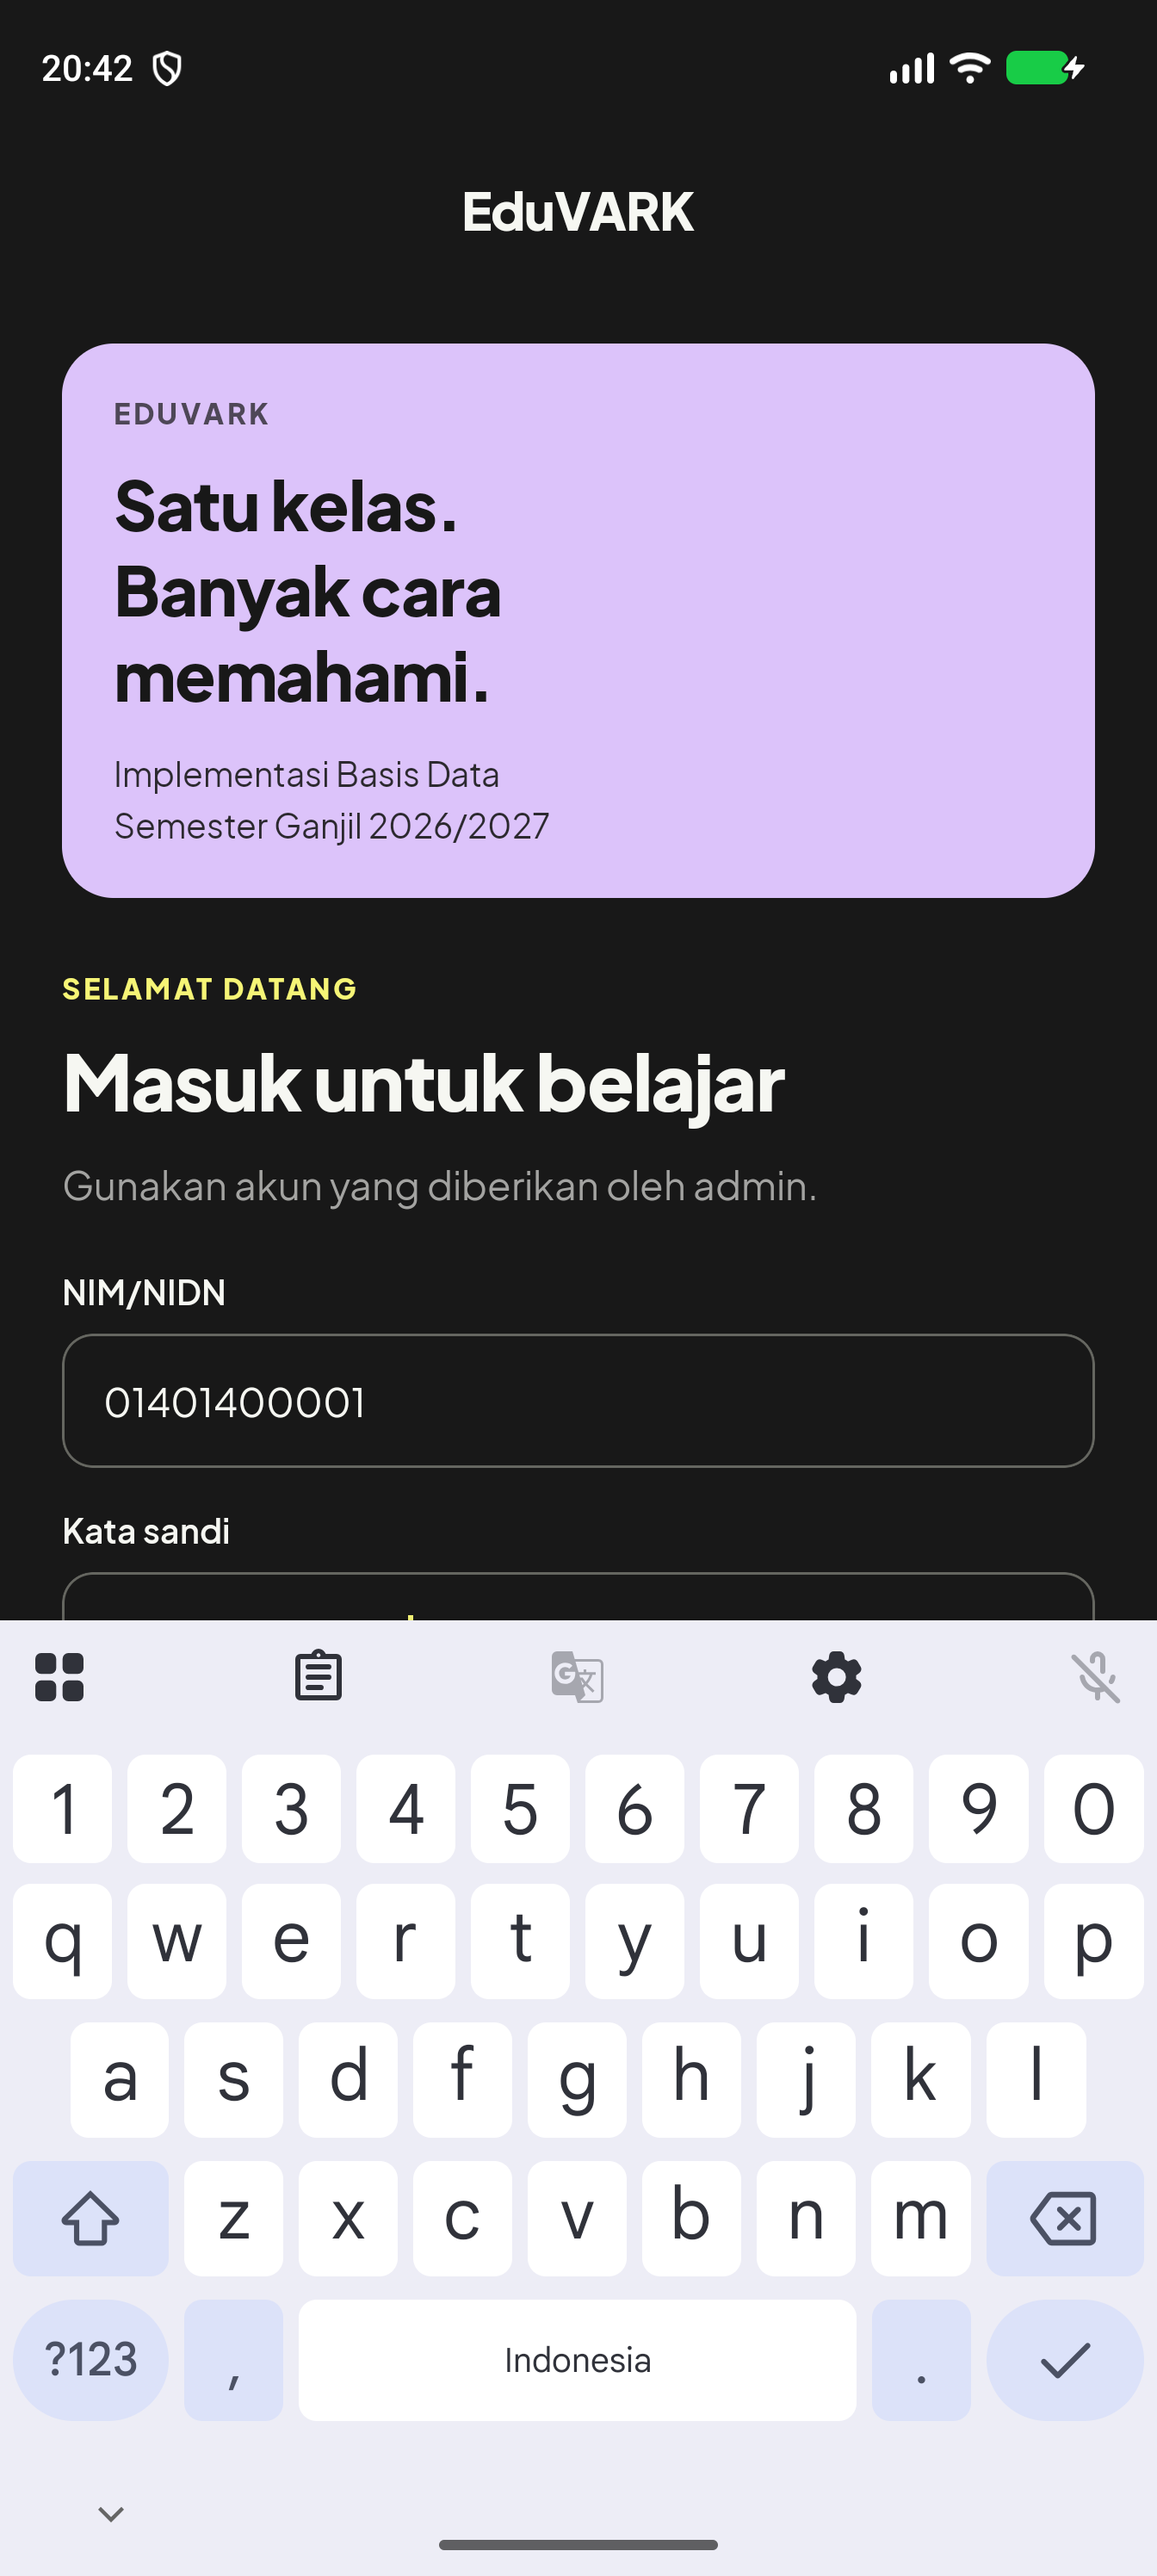 20:42
EduVARK
EDUVARK
Satu kelas.
Banyak cara
memahami.
Implementasi Basis Data
Semester Ganjil 2026/2027
SELAMAT DATANG
Masuk untuk belajar
Gunakan akun yang diberikan oleh admin.
NIM/NIDN
01401400001
Kata sandi
1 2 3 4 5 6 7 8 9 0
q w e r t y u i o p
a s d f g h j k l
z x c v b n m
?123 , Indonesia .